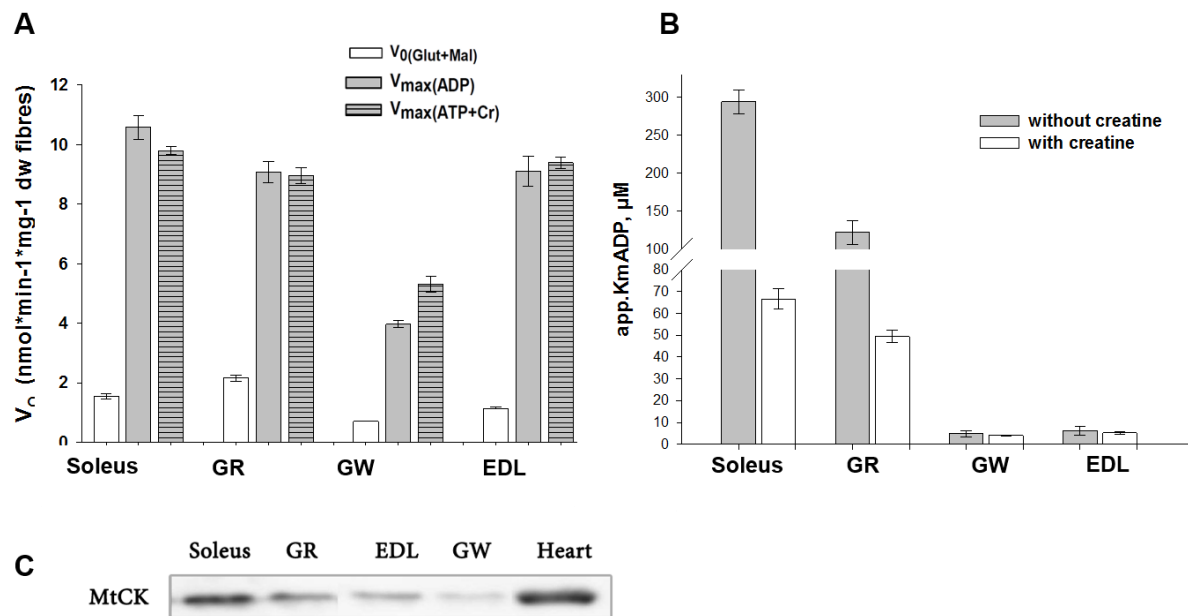 A
V0(Glut+Mal)
Vmax(ADP)
Vmax(ATP+Cr)
(nmol*min-1*mg-1 dw fibres)
12
10
8
6
4
2
0
Soleus GR GW EDL
B
without creatine
with creatine
app.KmADP, µM
300
250
200
150
100
80
70
60
50
40
30
20
10
0
Soleus GR GW EDL
C
Soleus GR EDL GW Heart
MtCK